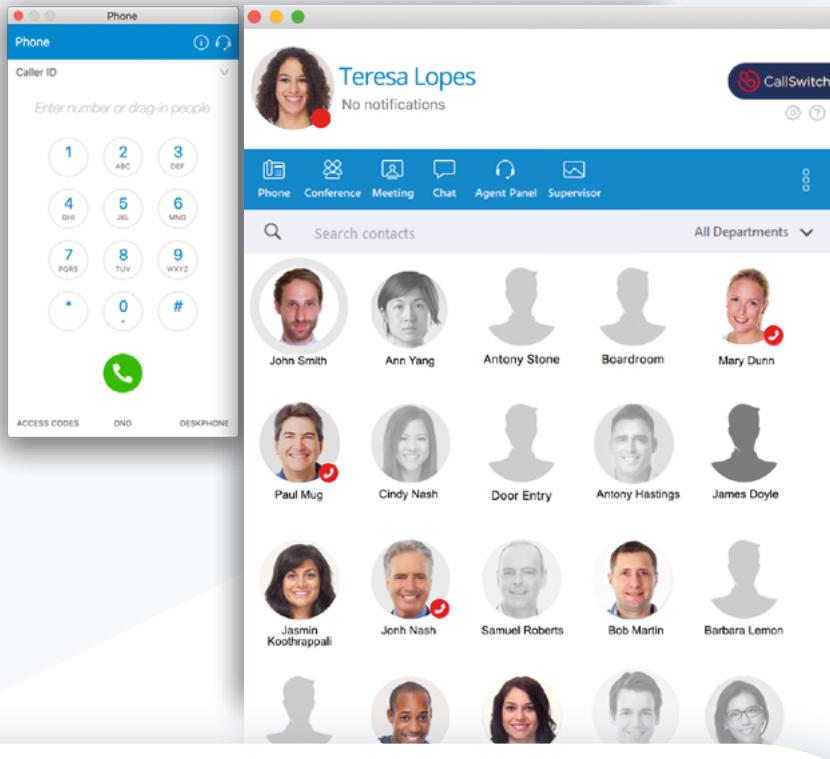 Phone
Phone
Caller ID
Enter number or drag-in people
1
2
3
ABC
DEF
4
5
6
GHI
JKL
MNO
7
8
9
PQRS
TUV
WXYZ
*
0
#
ACCESS CODES
DND
DESKPHONE
Teresa Lopes
No notifications
CallSwitch
Phone
Conference
Meeting
Chat
Agent Panel
Supervisor
Search contacts
All Departments
John Smith
Ann Yang
Antony Stone
Boardroom
Mary Dunn
Paul Mug
Cindy Nash
Door Entry
Antony Hastings
James Doyle
Jasmin
Koothrappali
Jonh Nash
Samuel Roberts
Bob Martin
Barbara Lemon